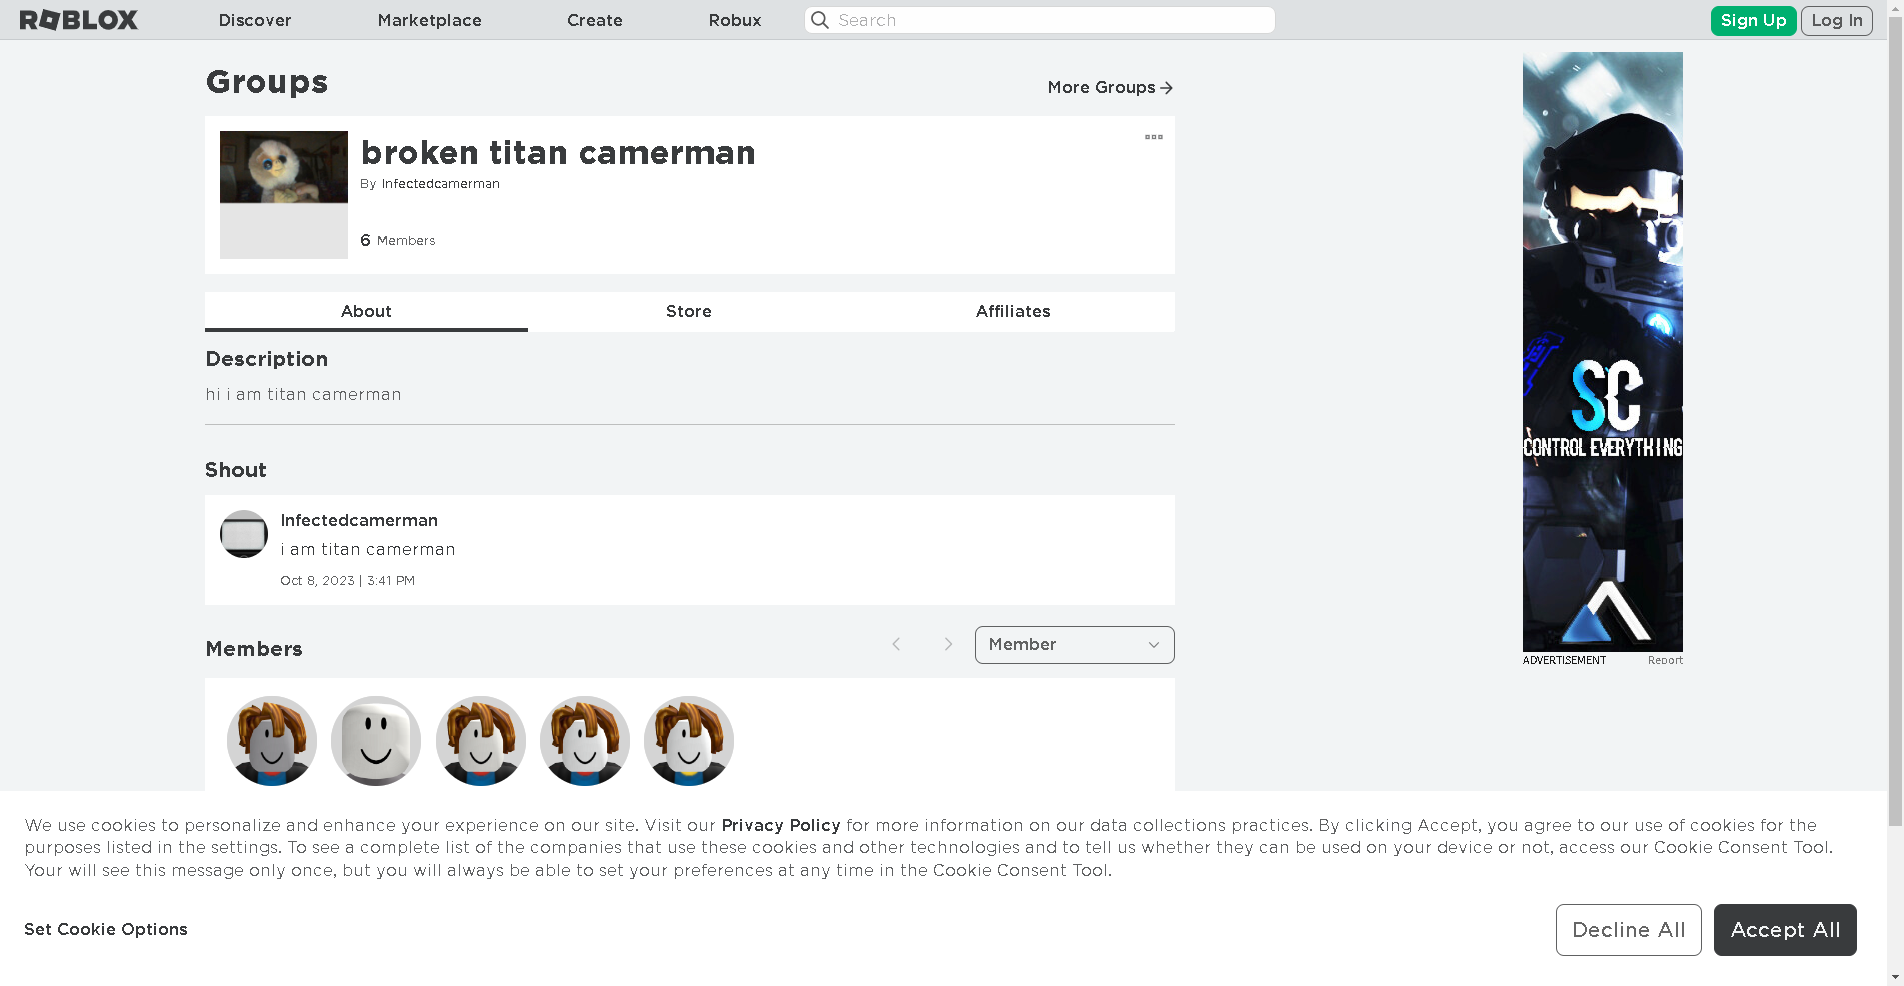 ROBLOX
Discover
Marketplace
Create
Robux
Search
Sign Up
Log In
Groups
More Groups
broken titan camerman
By Infectedcamerman
6 Members
About
Store
Affiliates
Description
hi i am titan camerman
Shout
Infectedcamerman
i am titan camerman
Oct 8, 2023 | 3:41 PM
Members
Member
SC
CONTROL EVERYTHING
ADVERTISEMENT
Report
We use cookies to personalize and enhance your experience on our site. Visit our Privacy Policy for more information on our data collections practices. By clicking Accept, you agree to our use of cookies for the
purposes listed in the settings. To see a complete list of the companies that use these cookies and other technologies and to tell us whether they can be used on your device or not, access our Cookie Consent Tool.
Your will see this message only once, but you will always be able to set your preferences at any time in the Cookie Consent Tool.
Set Cookie Options
Decline All
Accept All